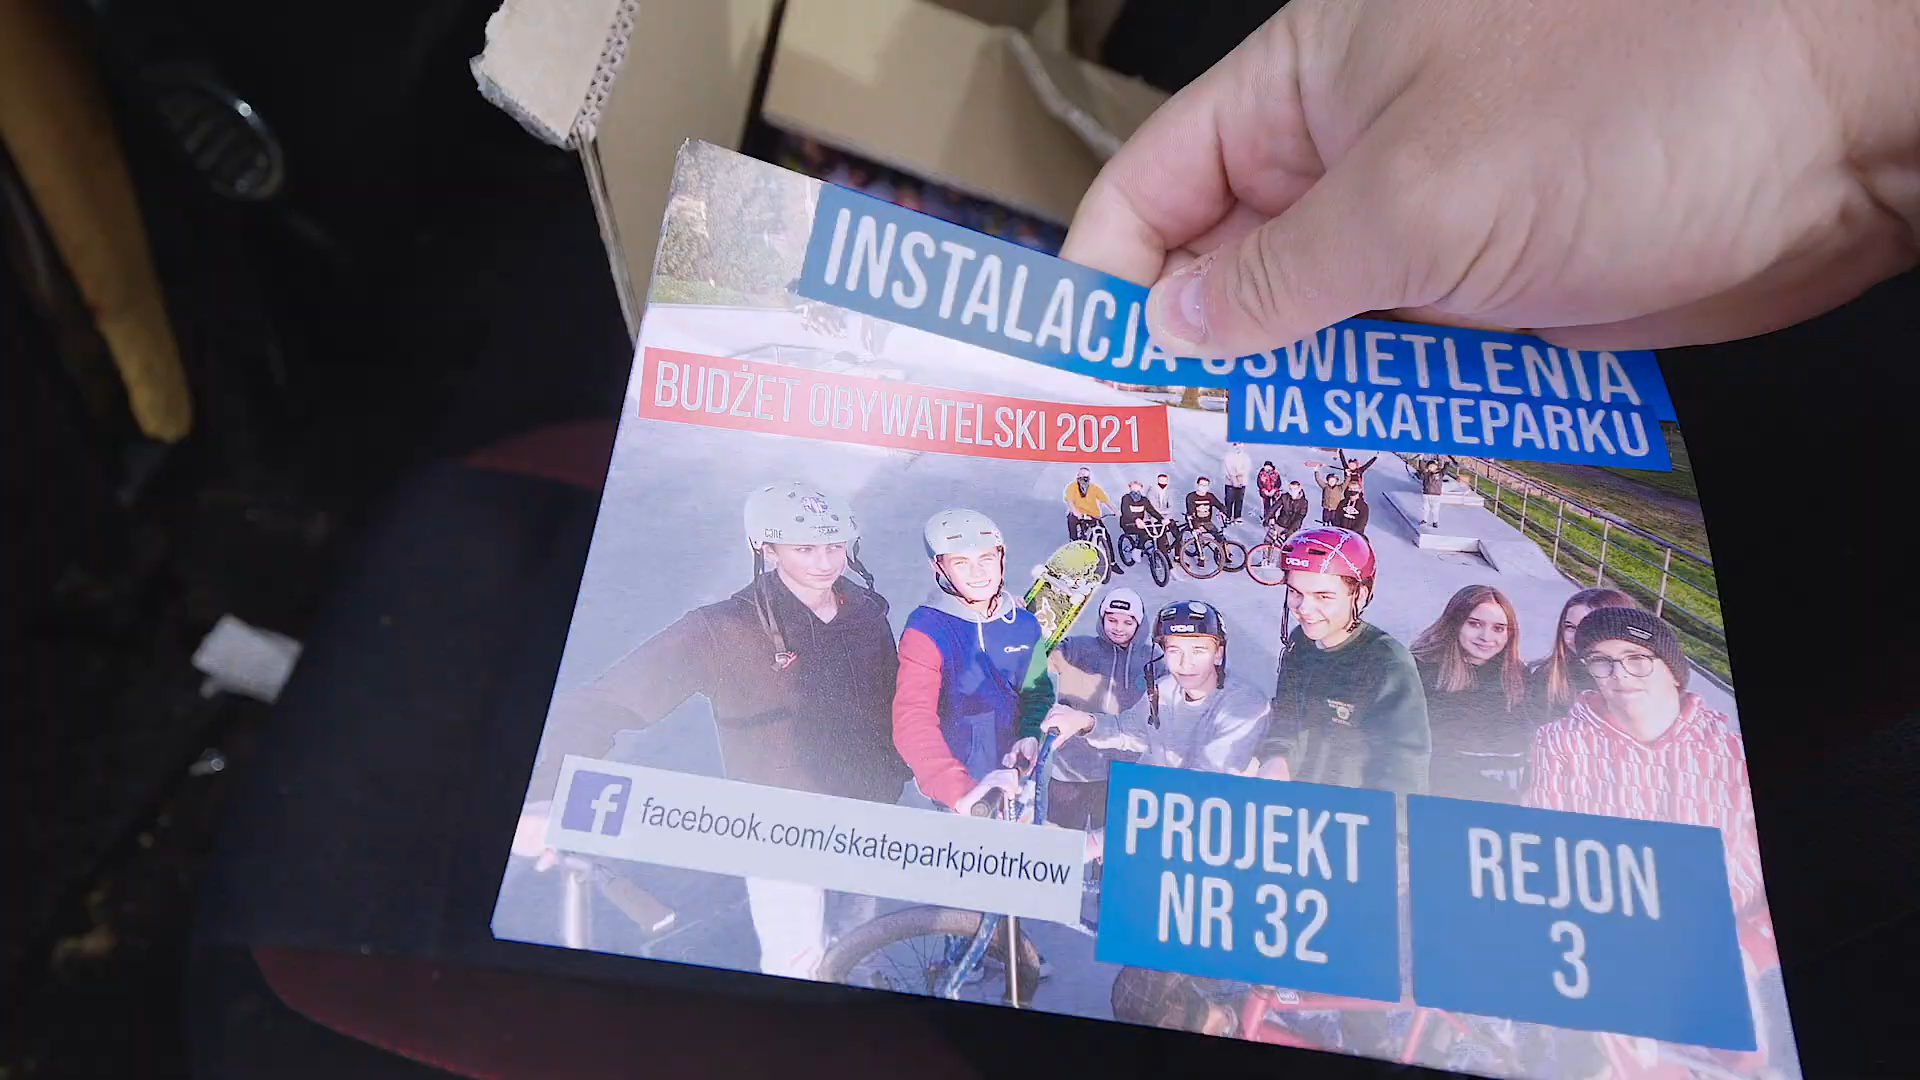 INSTALACJA OŚWIETLENIA
NA SKATEPARKU
BUDŻET OBYWATELSKI 2021
facebook.com/skateparkpiotrkow
PROJEKT
NR 32
REJON
3